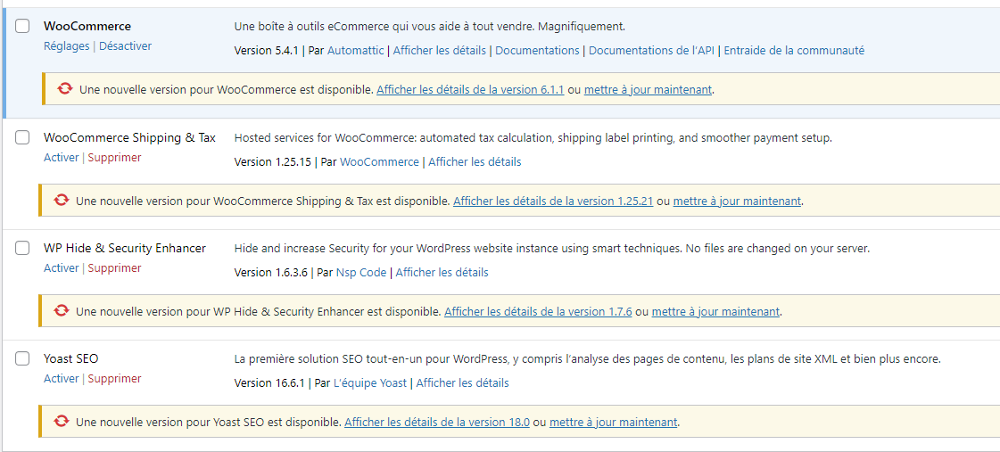 WooCommerce
Une boîte à outils eCommerce qui vous aide à tout vendre. Magnifiquement.
Réglages | Désactiver
Version 5.4.1 | Par Automattic | Afficher les détails | Documentations | Documentations de l'API | Entraide de la communauté
Une nouvelle version pour WooCommerce est disponible. Afficher les détails de la version 6.1.1 ou mettre à jour maintenant.
WooCommerce Shipping & Tax
Hosted services for WooCommerce: automated tax calculation, shipping label printing, and smoother payment setup.
Activer | Supprimer
Version 1.25.15 | Par WooCommerce | Afficher les détails
Une nouvelle version pour WooCommerce Shipping & Tax est disponible. Afficher les détails de la version 1.25.21 ou mettre à jour maintenant.
WP Hide & Security Enhancer
Hide and increase Security for your WordPress website instance using smart techniques. No files are changed on your server.
Activer | Supprimer
Version 1.6.3.6 | Par Nsp Code | Afficher les détails
Une nouvelle version pour WP Hide & Security Enhancer est disponible. Afficher les détails de la version 1.7.6 ou mettre à jour maintenant.
Yoast SEO
La première solution SEO tout-en-un pour WordPress, y compris l'analyse des pages de contenu, les plans de site XML et bien plus encore.
Activer | Supprimer
Version 16.6.1 | Par L'équipe Yoast | Afficher les détails
Une nouvelle version pour Yoast SEO est disponible. Afficher les détails de la version 18.0 ou mettre à jour maintenant.